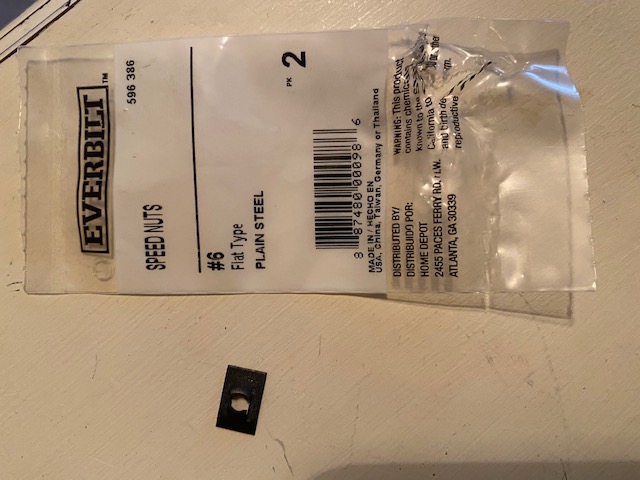 EVERBILT™
596 386
SPEED NUTS
#6
Flat Type
PLAIN STEEL
PK 2
8 87480 00098 6
MADE IN / HECHO EN
USA, China, Taiwan, Germany or Thailand
DISTRIBUTED BY/
DISTRIBUIDO POR:
HOME DEPOT
2455 PACES FERRY RD.
ATLANTA, GA 30339
WARNING: This product
contains
known to the
California to
and birth de
reproductive